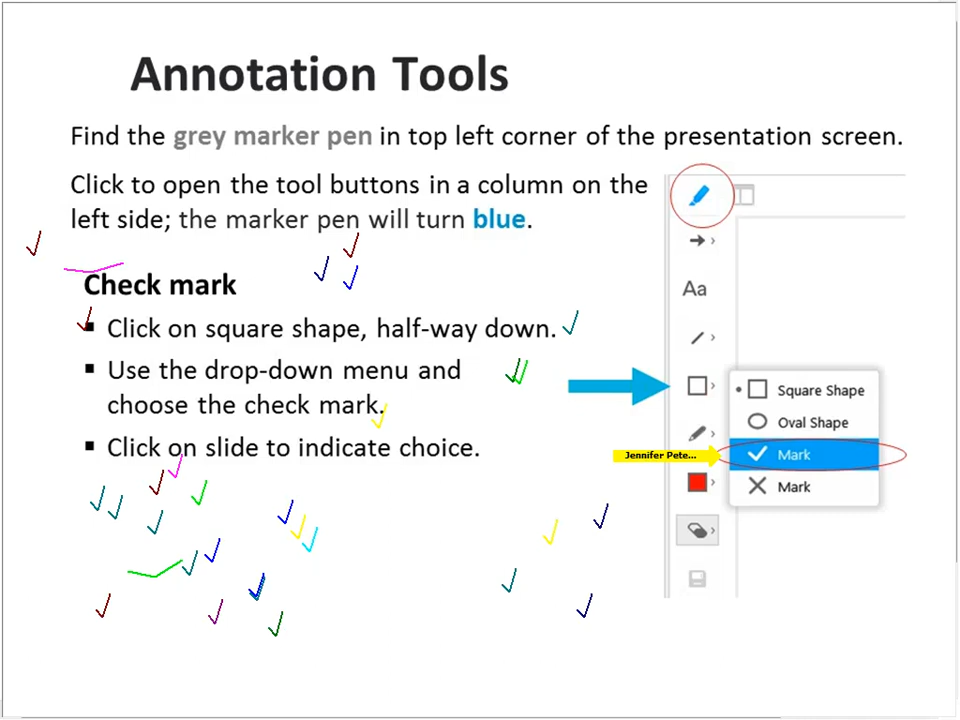 Annotation Tools
Find the grey marker pen in top left corner of the presentation screen.
Click to open the tool buttons in a column on the
left side; the marker pen will turn blue.
Check mark
▪ Click on square shape, half-way down.
▪ Use the drop-down menu and
choose the check mark.
▪ Click on slide to indicate choice.
Aa
Square Shape
Oval Shape
Jennifer Pete...
Mark
Mark